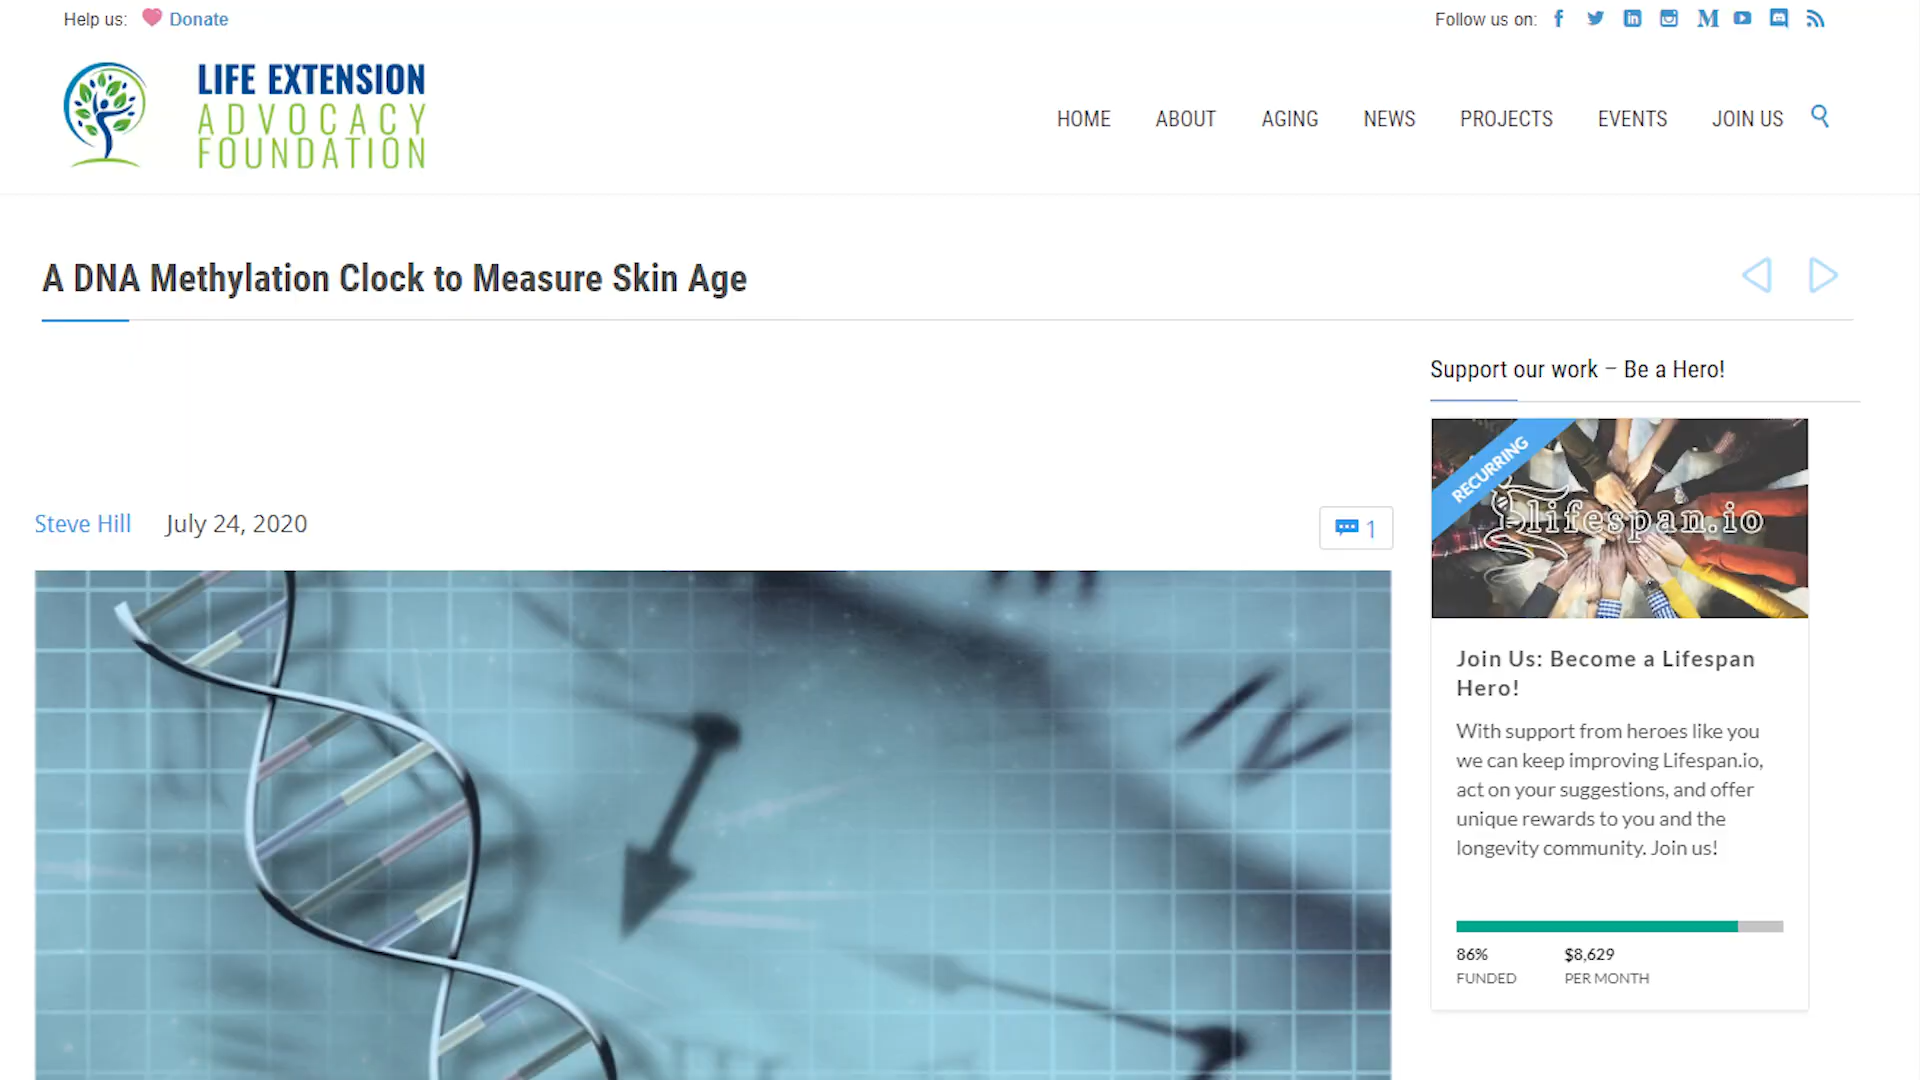 Help us: Donate
Follow us on:
LIFE EXTENSION
ADVOCACY
FOUNDATION
HOME ABOUT AGING NEWS PROJECTS EVENTS JOIN US
A DNA Methylation Clock to Measure Skin Age
Support our work – Be a Hero!
Steve Hill July 24, 2020
1
RECURRING
lifespan.io
IV
Join Us: Become a Lifespan
Hero!
With support from heroes like you
we can keep improving Lifespan.io,
act on your suggestions, and offer
unique rewards to you and the
longevity community. Join us!
86% $8,629
FUNDED PER MONTH